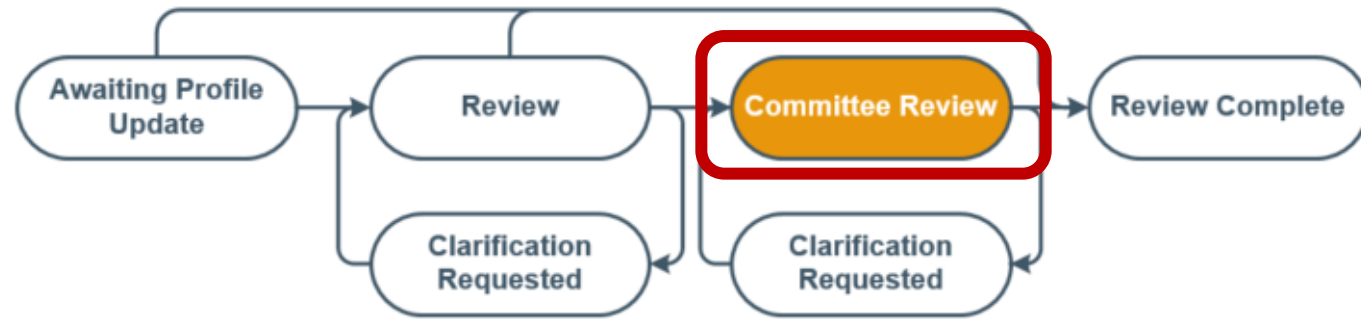 Awaiting Profile
Update
Review
Committee Review
Review Complete
Clarification
Requested
Clarification
Requested